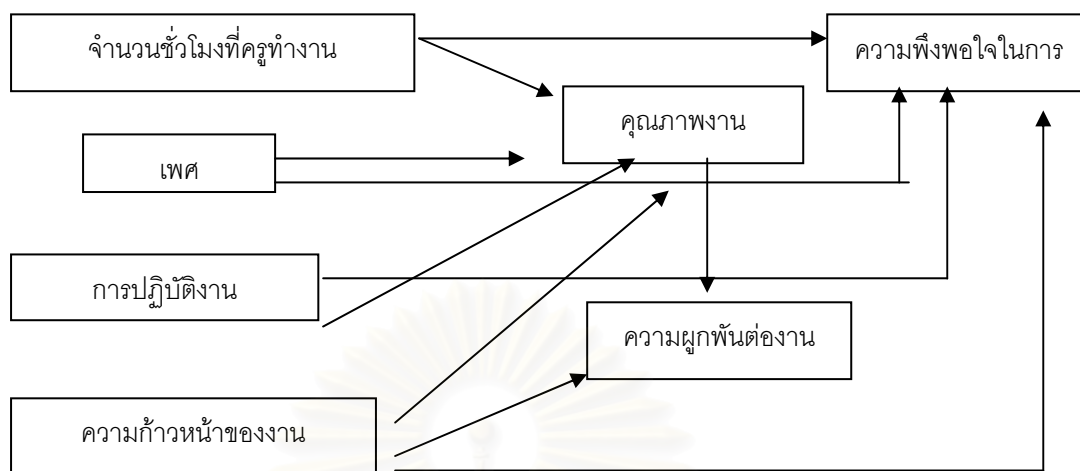 จำนวนชั่วโมงที่ครูทำงาน
ความพึงพอใจในการ
คุณภาพงาน
เพศ
การปฏิบัติงาน
ความผูกพันต่องาน
ความก้าวหน้าของงาน